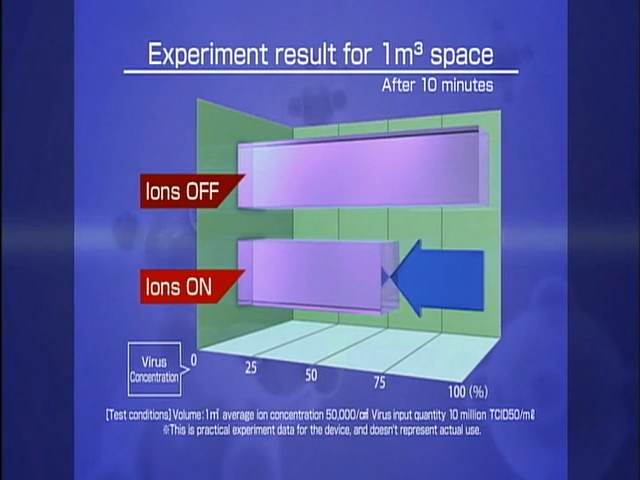 Experiment result for 1m³ space
After 10 minutes
Ions OFF
Ions ON
Virus
Concentration
0
25
50
75
100 (%)
[Test conditions] Volume:1㎥ average ion concentration 50,000/c㎥ Virus input quantity 10 million TCID50/mℓ
※This is practical experiment data for the device, and doesn't represent actual use.